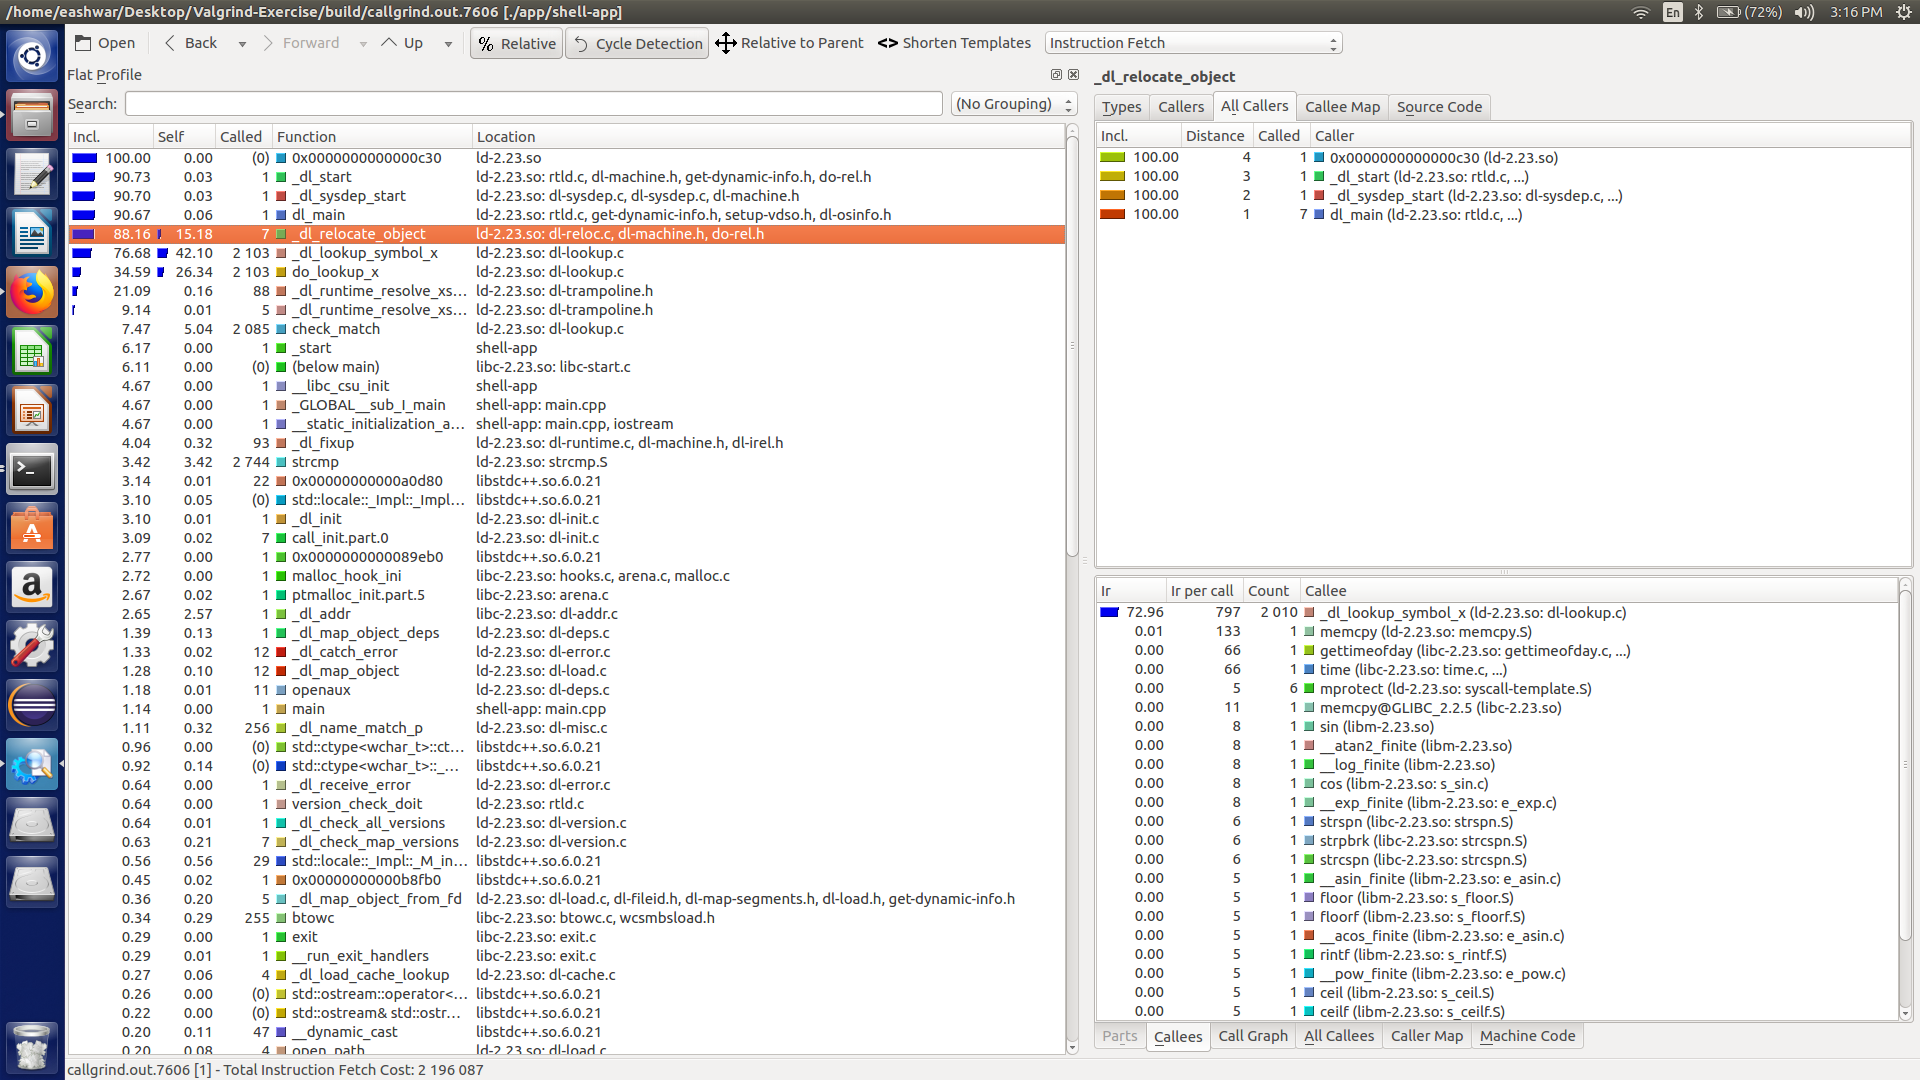 /home/eashwar/Desktop/Valgrind-Exercise/build/callgrind.out.7606 [./app/shell-app] En (72%) 3:16 PM
Open Back Forward Up % Relative Cycle Detection Relative to Parent <> Shorten Templates Instruction Fetch
Flat Profile
Search: (No Grouping)
Incl. Self Called Function Location
100.00 0.00 (0) 0x0000000000000c30 ld-2.23.so
90.73 0.03 1 _dl_start ld-2.23.so: rtld.c, dl-machine.h, get-dynamic-info.h, do-rel.h
90.70 0.03 1 _dl_sysdep_start ld-2.23.so: dl-sysdep.c, dl-sysdep.c, dl-machine.h
90.67 0.06 1 dl_main ld-2.23.so: rtld.c, get-dynamic-info.h, setup-vdso.h, dl-osinfo.h
88.16 15.18 7 _dl_relocate_object ld-2.23.so: dl-reloc.c, dl-machine.h, do-rel.h
76.68 42.10 2 103 _dl_lookup_symbol_x ld-2.23.so: dl-lookup.c
34.59 26.34 2 103 do_lookup_x ld-2.23.so: dl-lookup.c
21.09 0.16 88 _dl_runtime_resolve_xs... ld-2.23.so: dl-trampoline.h
9.14 0.01 5 _dl_runtime_resolve_xs... ld-2.23.so: dl-trampoline.h
7.47 5.04 2 085 check_match ld-2.23.so: dl-lookup.c
6.17 0.00 1 _start shell-app
6.11 0.00 (0) (below main) libc-2.23.so: libc-start.c
4.67 0.00 1 __libc_csu_init shell-app
4.67 0.00 1 _GLOBAL__sub_I_main shell-app: main.cpp
4.67 0.00 1 __static_initialization_a... shell-app: main.cpp, iostream
4.04 0.32 93 _dl_fixup ld-2.23.so: dl-runtime.c, dl-machine.h, dl-irel.h
3.42 3.42 2 744 strcmp ld-2.23.so: strcmp.S
3.14 0.01 22 0x00000000000a0d80 libstdc++.so.6.0.21
3.10 0.05 (0) std::locale::_Impl::_Impl... libstdc++.so.6.0.21
3.10 0.01 1 _dl_init ld-2.23.so: dl-init.c
3.09 0.02 7 call_init.part.0 ld-2.23.so: dl-init.c
2.77 0.00 1 0x0000000000089eb0 libstdc++.so.6.0.21
2.72 0.00 1 malloc_hook_ini libc-2.23.so: hooks.c, arena.c, malloc.c
2.67 0.02 1 ptmalloc_init.part.5 libc-2.23.so: arena.c
2.65 2.57 1 _dl_addr libc-2.23.so: dl-addr.c
1.39 0.13 1 _dl_map_object_deps ld-2.23.so: dl-deps.c
1.33 0.02 12 _dl_catch_error ld-2.23.so: dl-error.c
1.28 0.10 12 _dl_map_object ld-2.23.so: dl-load.c
1.18 0.01 11 openaux ld-2.23.so: dl-deps.c
1.14 0.00 1 main shell-app: main.cpp
1.11 0.32 256 _dl_name_match_p ld-2.23.so: dl-misc.c
0.96 0.00 (0) std::ctype<wchar_t>::ct... libstdc++.so.6.0.21
0.92 0.14 (0) std::ctype<wchar_t>::_... libstdc++.so.6.0.21
0.64 0.00 1 _dl_receive_error ld-2.23.so: dl-error.c
0.64 0.00 1 version_check_doit ld-2.23.so: rtld.c
0.64 0.01 1 _dl_check_all_versions ld-2.23.so: dl-version.c
0.63 0.21 7 _dl_check_map_versions ld-2.23.so: dl-version.c
0.56 0.56 29 std::locale::_Impl::_M_in... libstdc++.so.6.0.21
0.45 0.02 1 0x00000000000b8fb0 libstdc++.so.6.0.21
0.36 0.20 5 _dl_map_object_from_fd ld-2.23.so: dl-load.c, dl-fileid.h, dl-map-segments.h, dl-load.h, get-dynamic-info.h
0.34 0.29 255 btowc libc-2.23.so: btowc.c, wcsmbsload.h
0.29 0.00 1 exit libc-2.23.so: exit.c
0.29 0.01 1 __run_exit_handlers libc-2.23.so: exit.c
0.27 0.06 4 _dl_load_cache_lookup ld-2.23.so: dl-cache.c
0.26 0.00 (0) std::ostream::operator<... libstdc++.so.6.0.21
0.22 0.00 (0) std::ostream& std::ostr... libstdc++.so.6.0.21
0.20 0.11 47 __dynamic_cast libstdc++.so.6.0.21
0.20 0.08 4 open_path ld-2.23.so: dl-load.c
_dl_relocate_object
Types Callers All Callers Callee Map Source Code
Incl. Distance Called Caller
100.00 4 1 0x0000000000000c30 (ld-2.23.so)
100.00 3 1 _dl_start (ld-2.23.so: rtld.c, ...)
100.00 2 1 _dl_sysdep_start (ld-2.23.so: dl-sysdep.c, ...)
100.00 1 7 dl_main (ld-2.23.so: rtld.c, ...)
Ir Ir per call Count Callee
72.96 797 2 010 _dl_lookup_symbol_x (ld-2.23.so: dl-lookup.c)
0.01 133 1 memcpy (ld-2.23.so: memcpy.S)
0.00 66 1 gettimeofday (libc-2.23.so: gettimeofday.c, ...)
0.00 66 1 time (libc-2.23.so: time.c, ...)
0.00 5 6 mprotect (ld-2.23.so: syscall-template.S)
0.00 11 1 memcpy@GLIBC_2.2.5 (libc-2.23.so)
0.00 8 1 sin (libm-2.23.so)
0.00 8 1 __atan2_finite (libm-2.23.so)
0.00 8 1 __log_finite (libm-2.23.so)
0.00 8 1 cos (libm-2.23.so: s_sin.c)
0.00 8 1 __exp_finite (libm-2.23.so: e_exp.c)
0.00 6 1 strspn (libc-2.23.so: strspn.S)
0.00 6 1 strpbrk (libc-2.23.so: strcspn.S)
0.00 6 1 strcspn (libc-2.23.so: strcspn.S)
0.00 5 1 __asin_finite (libm-2.23.so: e_asin.c)
0.00 5 1 floor (libm-2.23.so: s_floor.S)
0.00 5 1 floorf (libm-2.23.so: s_floorf.S)
0.00 5 1 __acos_finite (libm-2.23.so: e_asin.c)
0.00 5 1 rintf (libm-2.23.so: s_rintf.S)
0.00 5 1 __pow_finite (libm-2.23.so: e_pow.c)
0.00 5 1 ceil (libm-2.23.so: s_ceil.S)
0.00 5 1 ceilf (libm-2.23.so: s_ceilf.S)
Parts Callees Call Graph All Callees Caller Map Machine Code
callgrind.out.7606 [1] - Total Instruction Fetch Cost: 2 196 087